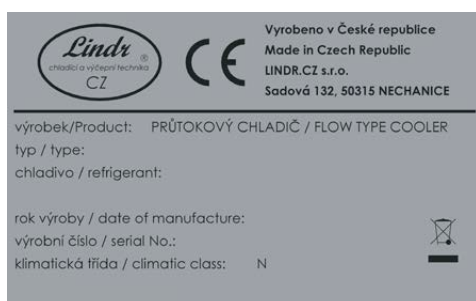 Lindr ®
chladicí a výčepní technika
CZ
CE
Vyrobeno v České republice
Made in Czech Republic
LINDR.CZ s.r.o.
Sadová 132, 50315 NECHANICE
výrobek/Product: PRŮTOKOVÝ CHLADIČ / FLOW TYPE COOLER
typ / type:
chladivo / refrigerant:
rok výroby / date of manufacture:
výrobní číslo / serial No.:
klimatická třída / climatic class: N